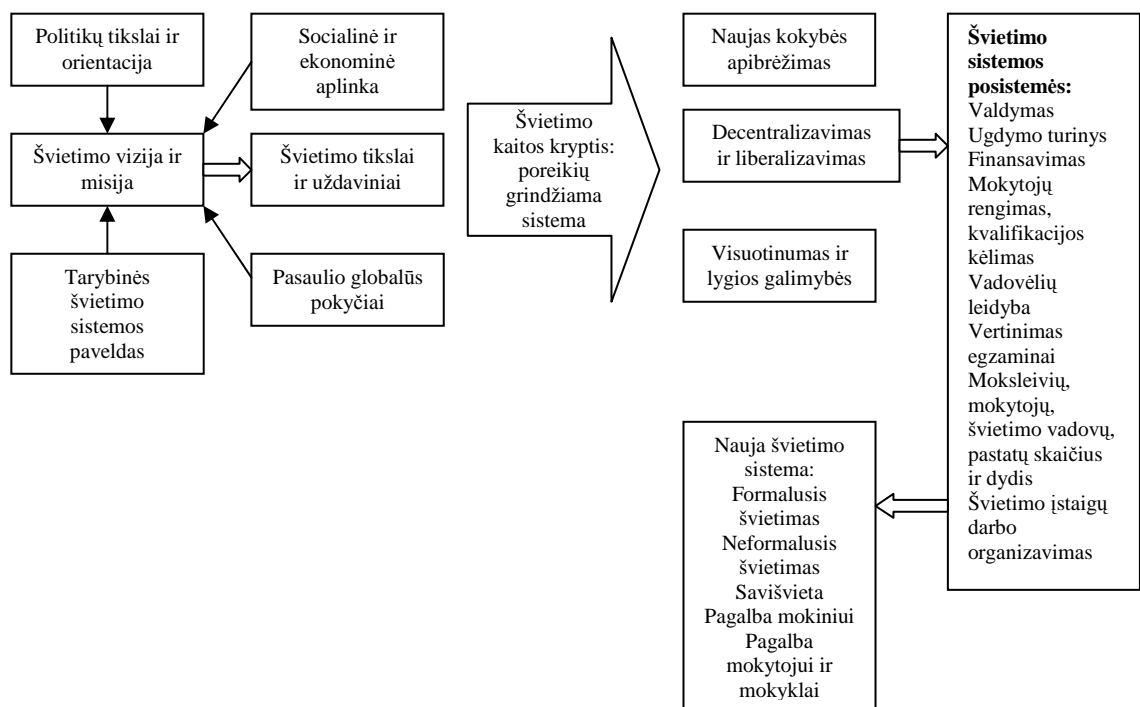 Politikų tikslai ir
orientacija
Socialinė ir
ekonominė
aplinka
Švietimo vizija ir
misija
Švietimo tikslai
ir uždaviniai
Tarybinės
švietimo
sistemos
paveldas
Pasaulio globalūs
pokyčiai
Švietimo
kaitos kryptis:
poreikių
grindžiama
sistema
Naujas kokybės
apibrėžimas
Decentralizavimas
ir liberalizavimas
Visuotinumas ir
lygios galimybės
Švietimo
sistemos
posistemės:
Valdymas
Ugdymo turinys
Finansavimas
Mokytojų
rengimas,
kvalifikacijos
kėlimas
Vadovėlių
leidyba
Vertinimas
egzaminai
Moksleivių,
mokytojų,
švietimo vadovų,
pastatų skaičius
ir dydis
Švietimo įstaigų
darbo
organizavimas
Nauja švietimo
sistema:
Formalusis
švietimas
Neformalusis
švietimas
Savišvieta
Pagalba mokiniui
Pagalba
mokytojui ir
mokyklai